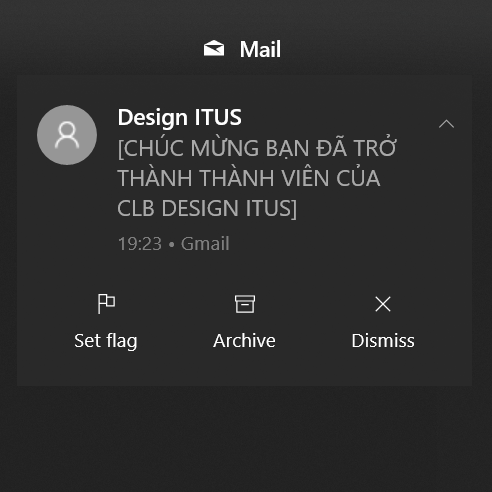 Mail
Design ITUS
[CHÚC MỪNG BẠN ĐÃ TRỞ
THÀNH THÀNH VIÊN CỦA
CLB DESIGN ITUS]
19:23 • Gmail
Set flag
Archive
Dismiss